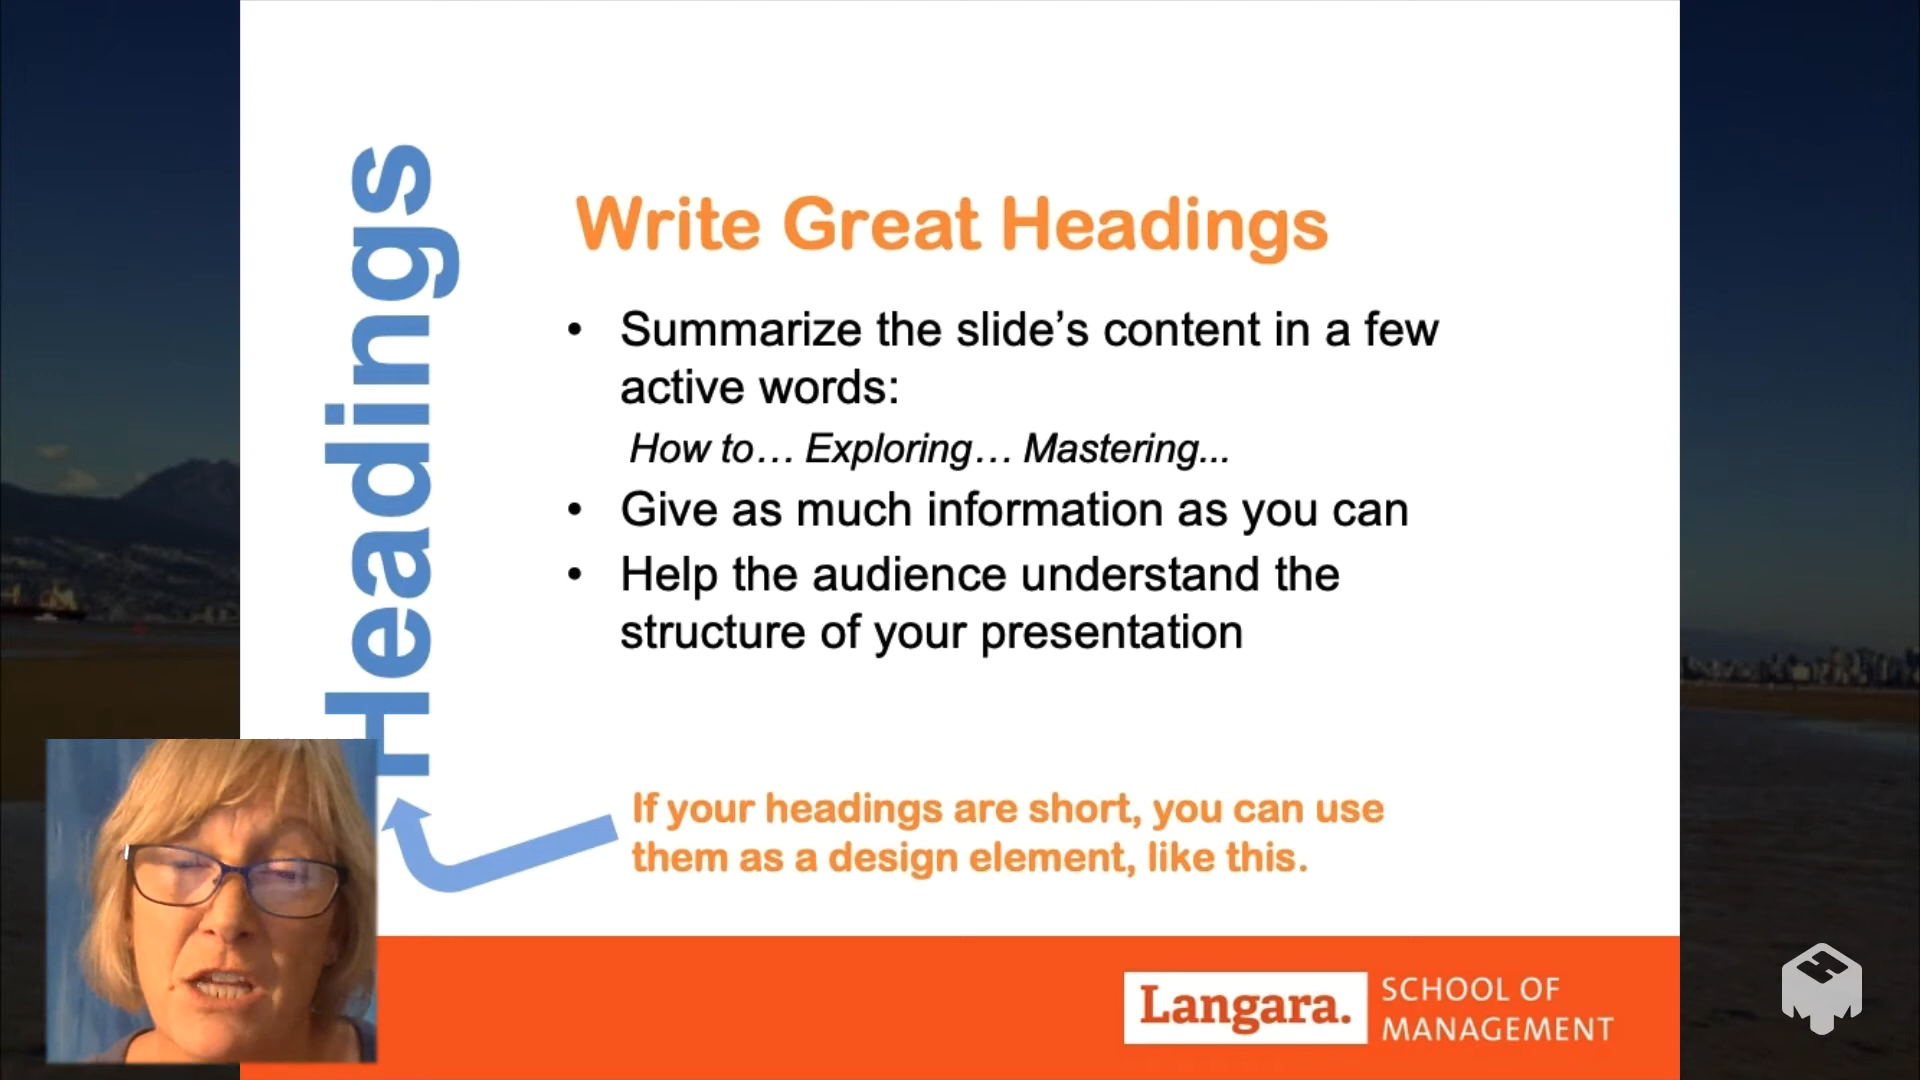 Headings
Write Great Headings
• Summarize the slide’s content in a few
active words:
How to… Exploring… Mastering...
• Give as much information as you can
• Help the audience understand the
structure of your presentation
If your headings are short, you can use
them as a design element, like this.
Langara.
SCHOOL OF
MANAGEMENT